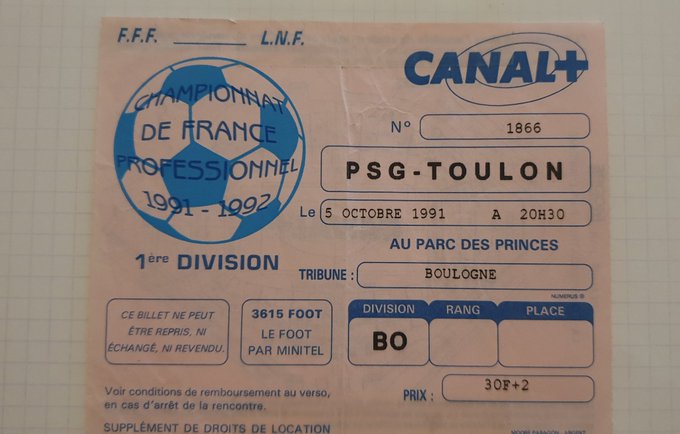 F.F.F. L.N.F.
CANAL+
CHAMPIONNAT
DE FRANCE
PROFESSIONNEL
1991 - 1992
1ère DIVISION
N° 1866
PSG-TOULON
Le 5 OCTOBRE 1991 A 20H30
AU PARC DES PRINCES
TRIBUNE : BOULOGNE
NUMERUS ®
CE BILLET NE PEUT
ÊTRE REPRIS, NI
ÉCHANGÉ, NI REVENDU.
3615 FOOT
LE FOOT
PAR MINITEL
DIVISION RANG PLACE
BO
PRIX : 30F+2
Voir conditions de remboursement au verso,
en cas d'arrêt de la rencontre.
SUPPLÉMENT DE DROITS DE LOCATION